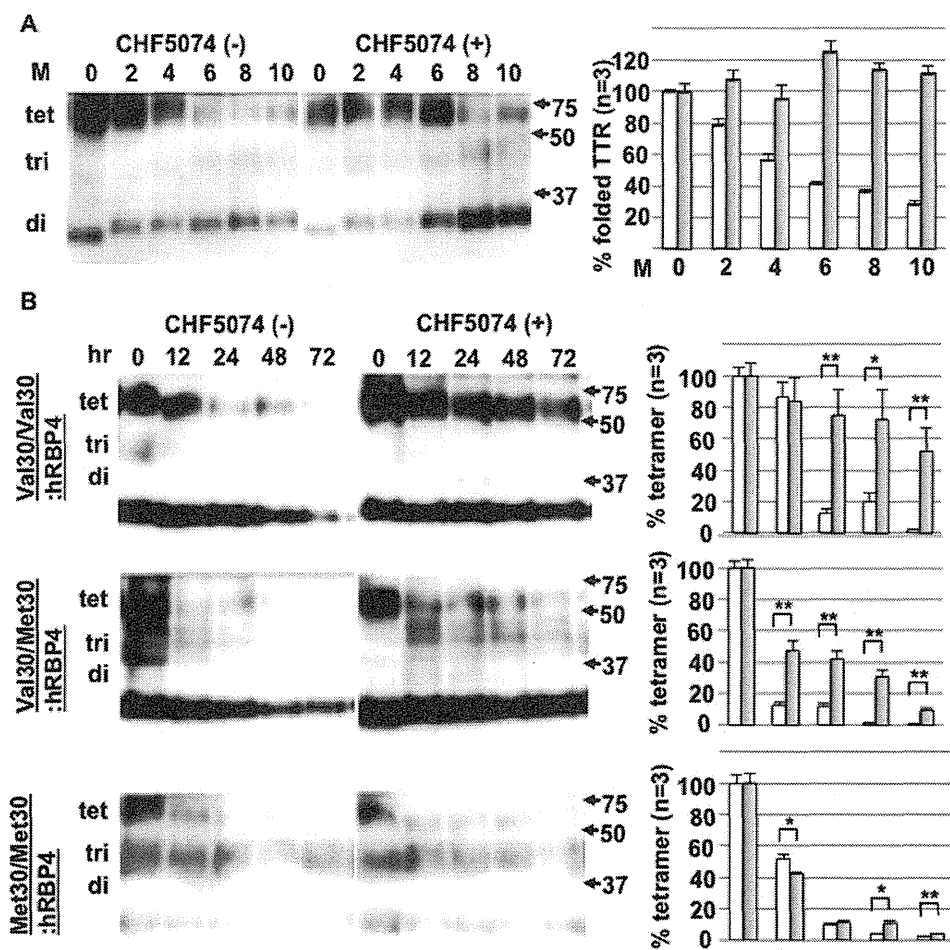 A
CHF5074 (-) CHF5074 (+)
M 0 2 4 6 8 10 0 2 4 6 8 10
tet
tri
di
75
50
37
% folded TTR (n=3)
120
100
80
60
40
20
M 0 2 4 6 8 10
B
CHF5074 (-) CHF5074 (+)
hr 0 12 24 48 72 0 12 24 48 72
Val30/Val30
:hRBP4
tet
tri
di
75
50
37
% tetramer (n=3)
100
80
60
40
20
0
** * **
Val30/Met30
:hRBP4
tet
tri
di
75
50
37
% tetramer (n=3)
100
80
60
40
20
0
** ** ** **
Met30/Met30
:hRBP4
tet
tri
di
75
50
37
% tetramer (n=3)
100
80
60
40
20
0
* * **